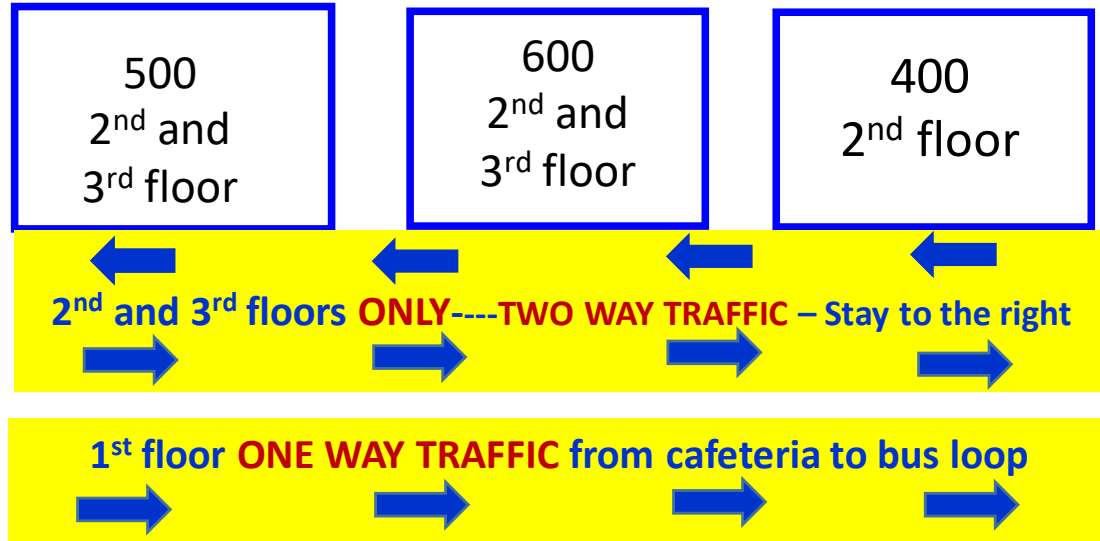 500
2nd and
3rd floor
600
2nd and
3rd floor
400
2nd floor
2nd and 3rd floors ONLY----TWO WAY TRAFFIC – Stay to the right
1st floor ONE WAY TRAFFIC from cafeteria to bus loop